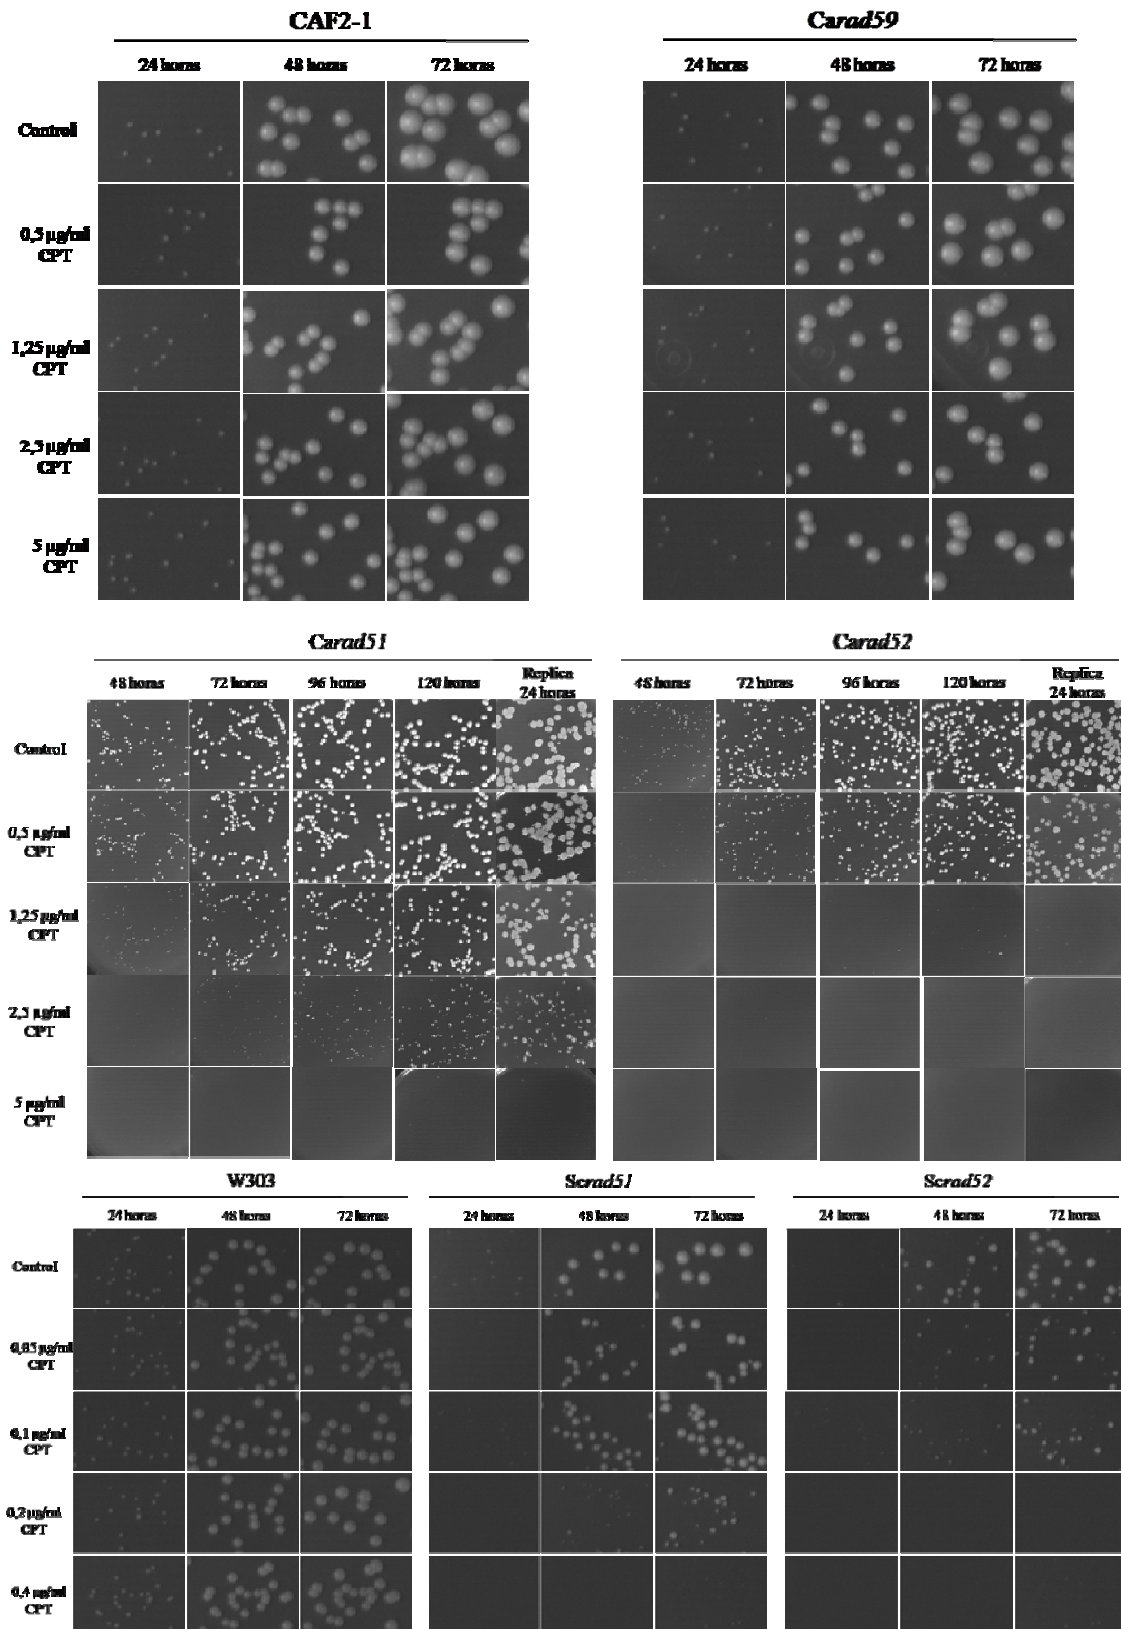 CAF2-1 Carad59
24 horas 48 horas 72 horas 24 horas 48 horas 72 horas
Control
0,5 µg/ml
CPT
1,25 µg/ml
CPT
2,5 µg/ml
CPT
5 µg/ml
CPT
Carad51 Carad52
48 horas 72 horas 96 horas 120 horas Replica 24 horas 48 horas 72 horas 96 horas 120 horas Replica 24 horas
Control
0,5 µg/ml
CPT
1,25 µg/ml
CPT
2,5 µg/ml
CPT
5 µg/ml
CPT
W303 Scrad51 Scrad52
24 horas 48 horas 72 horas 24 horas 48 horas 72 horas 24 horas 48 horas 72 horas
Control
0,05 µg/ml
CPT
0,1 µg/ml
CPT
0,2 µg/ml
CPT
0,4 µg/ml
CPT